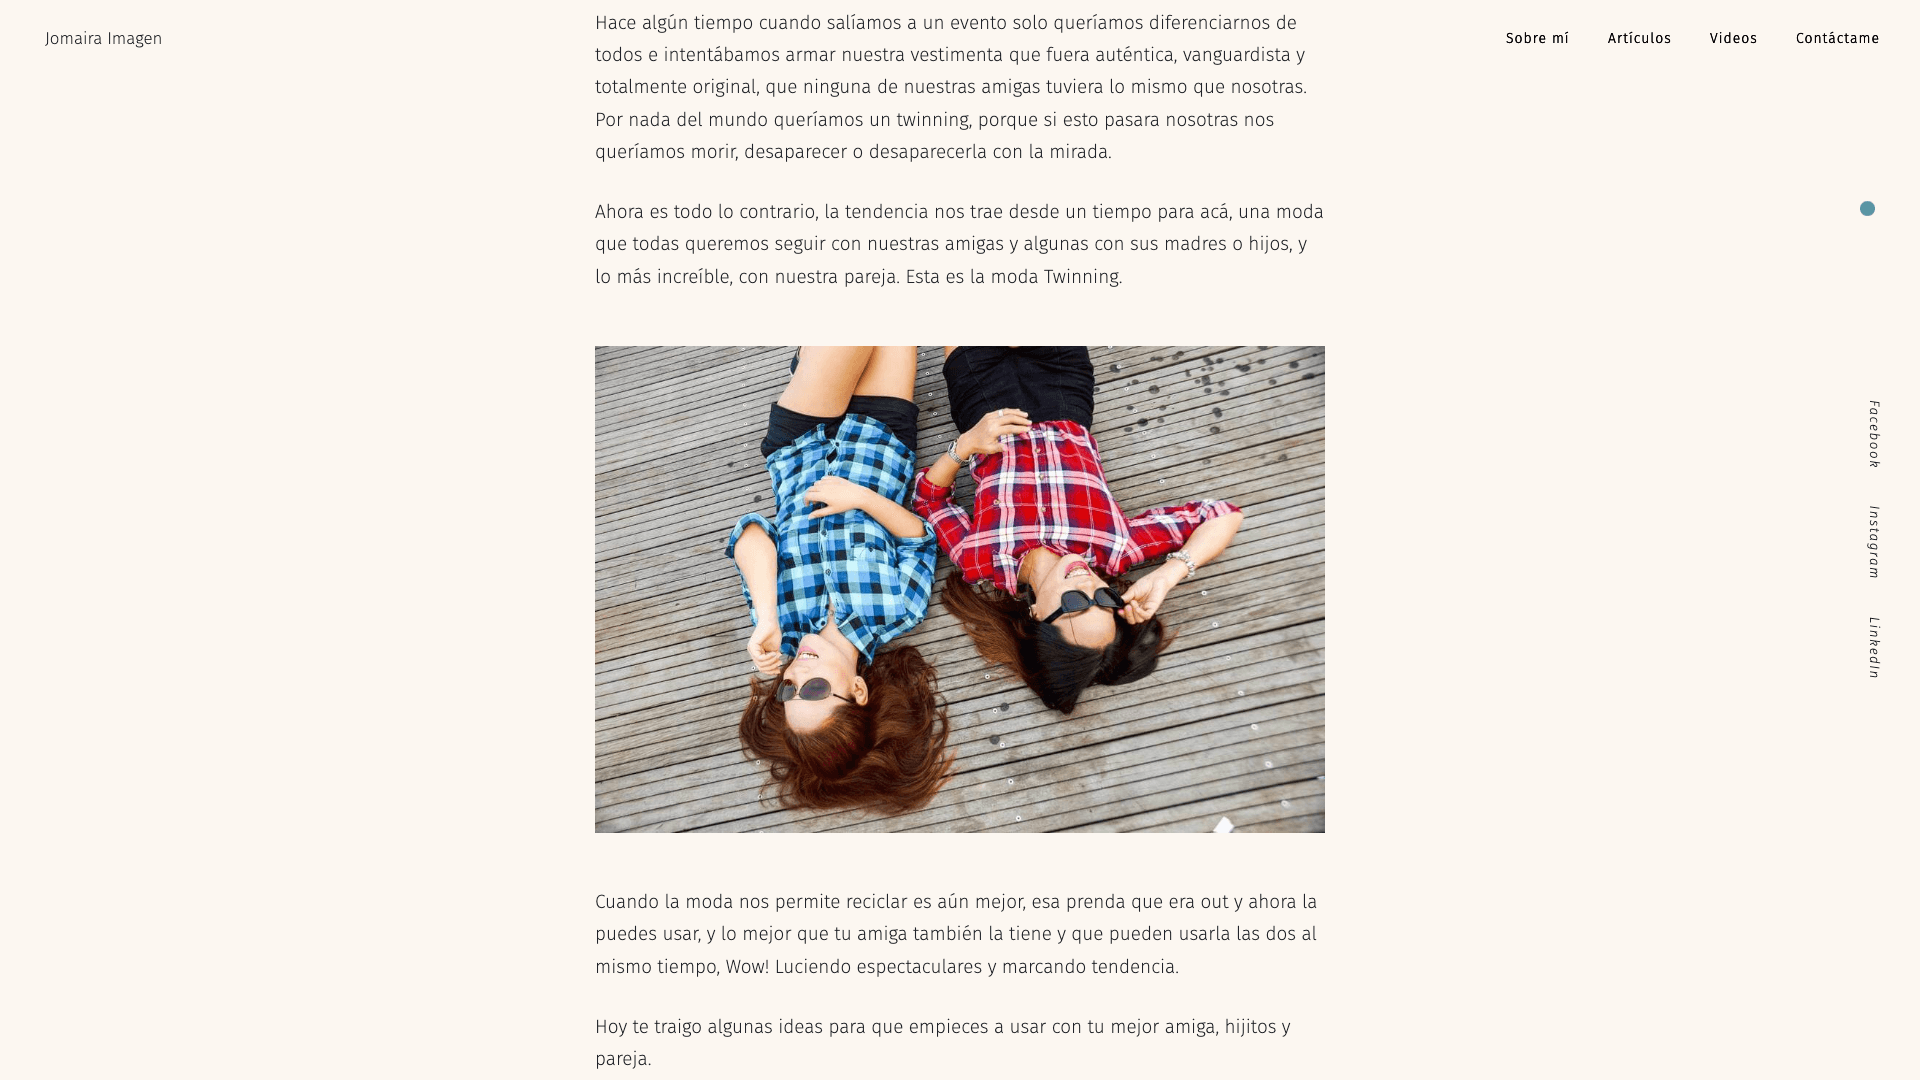 Jomaira Imagen
Sobre mí
Artículos
Videos
Contáctame
Hace algún tiempo cuando salíamos a un evento solo queríamos diferenciarnos de
todos e intentábamos armar nuestra vestimenta que fuera auténtica, vanguardista y
totalmente original, que ninguna de nuestras amigas tuviera lo mismo que nosotras.
Por nada del mundo queríamos un twinning, porque si esto pasara nosotras nos
queríamos morir, desaparecer o desaparecerla con la mirada.
Ahora es todo lo contrario, la tendencia nos trae desde un tiempo para acá, una moda
que todas queremos seguir con nuestras amigas y algunas con sus madres o hijos, y
lo más increíble, con nuestra pareja. Esta es la moda Twinning.
Cuando la moda nos permite reciclar es aún mejor, esa prenda que era out y ahora la
puedes usar, y lo mejor que tu amiga también la tiene y que pueden usarla las dos al
mismo tiempo, Wow! Luciendo espectaculares y marcando tendencia.
Hoy te traigo algunas ideas para que empieces a usar con tu mejor amiga, hijitos y
pareja.
Facebook
Instagram
LinkedIn